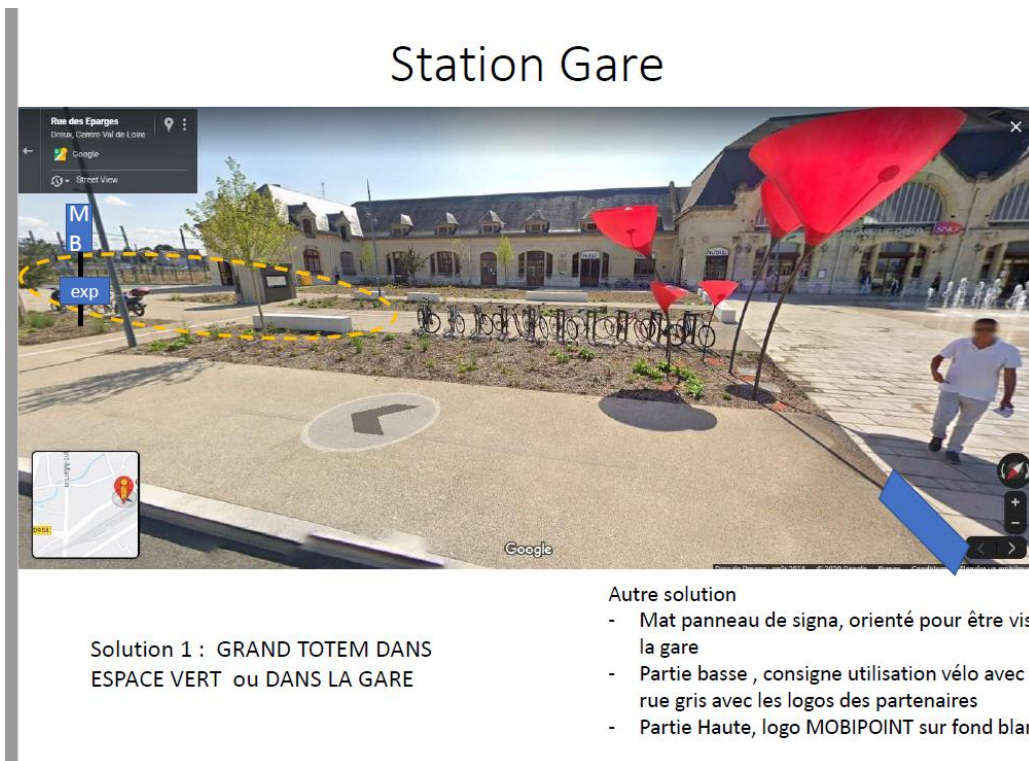 Station Gare
Rue des Eparges
Dreux, Centre-Val de Loire
Google
Street View
M
B
exp
SNCF
D654
Google
Autre solution
- Mat panneau de signa, orienté pour être vis
la gare
- Partie basse , consigne utilisation vélo avec
rue gris avec les logos des partenaires
- Partie Haute, logo MOBIPOINT sur fond blan
Solution 1 : GRAND TOTEM DANS
ESPACE VERT ou DANS LA GARE